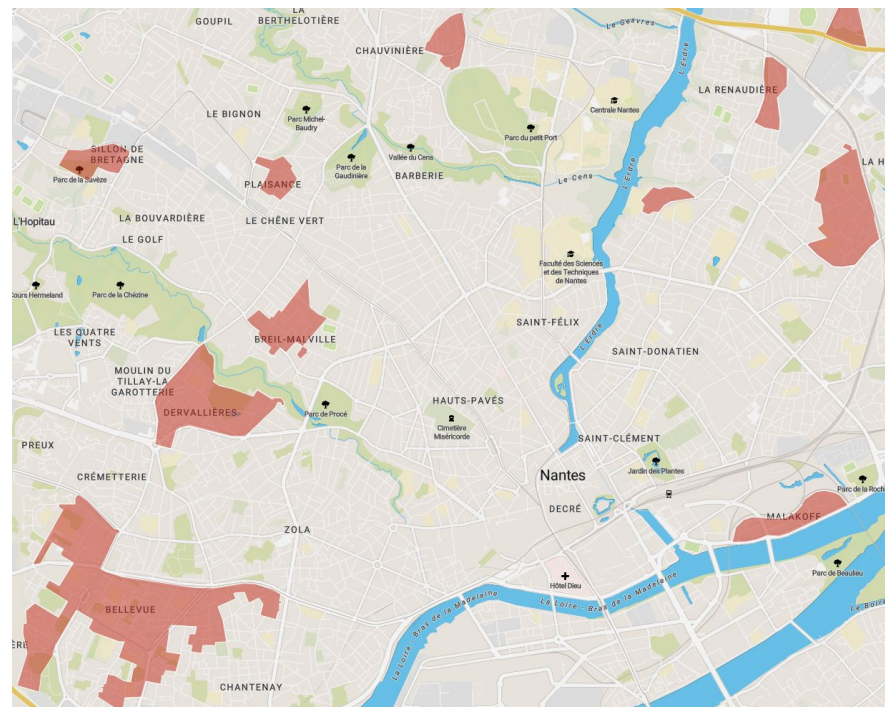 LA
BERTHELOTIÈRE
GOUPIL
Le Gesvres
CHAUVINIÈRE
L'Erdre
LA RENAUDIÈRE
LE BIGNON
Parc Michel-
Baudry
Centrale Nantes
Parc du petit Port
SILLON DE
BRETAGNE
Vallée du Cens
Parc de la
Gaudinière
LA H
PLAISANCE
BARBERIE
Le Cens
L'Erdre
L'Hopitau
LA BOUVARDIÈRE
LE CHÊNE VERT
LE GOLF
Faculté des Sciences
et des Techniques
de Nantes
Cours Hermeland
Parc de la Chézine
SAINT-FÉLIX
LES QUATRE
VENTS
BREIL-MALVILLE
L'Erdre
SAINT-DONATIEN
MOULIN DU
TILLAY-LA
GAROTTERIE
HAUTS-PAVÉS
DERVALLIÈRES
Parc de Procé
Cimetière
Miséricorde
PREUX
SAINT-CLÉMENT
CRÉMETTERIE
Nantes
Jardin des Plantes
Parc de la Roch
DECRÉ
MALAKOFF
ZOLA
Parc de Beaulieu
Hôtel Dieu
La Loire - Bras de la Madeleine
La Loire - Bras de la Madeleine
BELLEVUE
Le Boire
ÈRE
CHANTENAY